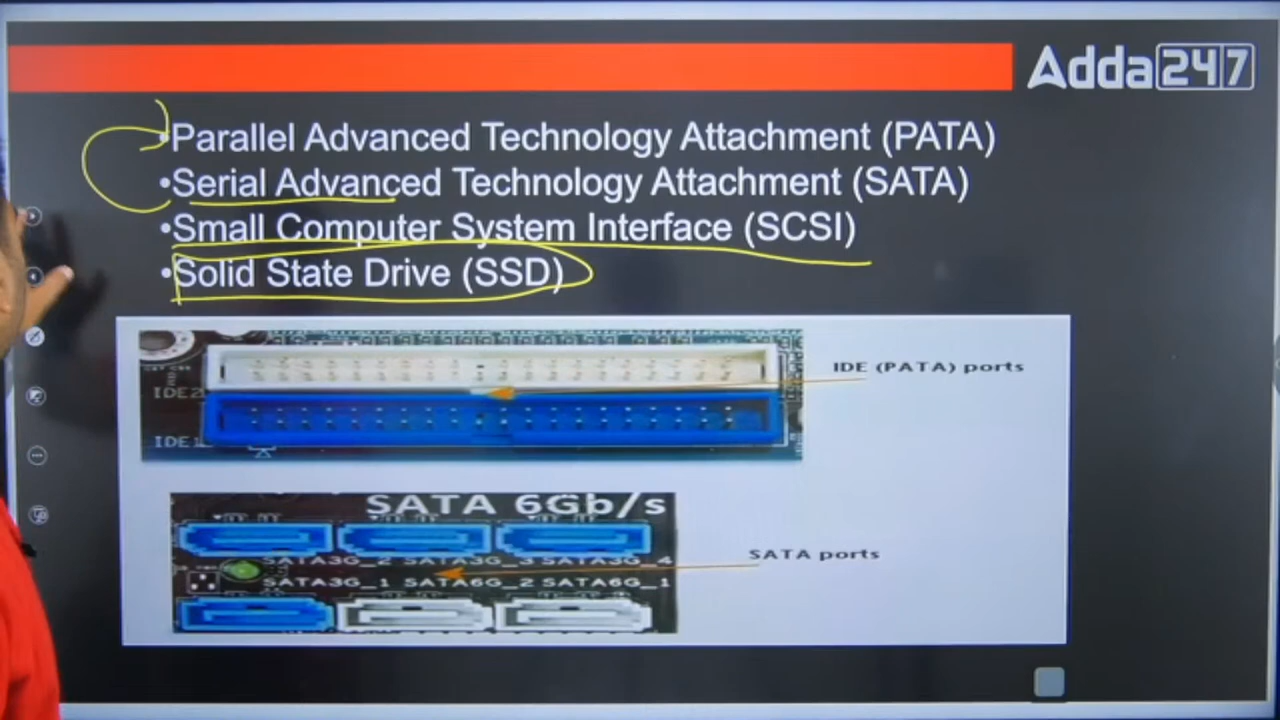 Adda247
•Parallel Advanced Technology Attachment (PATA)
•Serial Advanced Technology Attachment (SATA)
•Small Computer System Interface (SCSI)
•Solid State Drive (SSD)
IDE (PATA) ports
IDE2
IDE1
SATA 6Gb/s
SATA ports
SATA3G_2 SATA3G_3 SATA3G_4
SATA3G_1 SATA6G_2 SATA6G_1